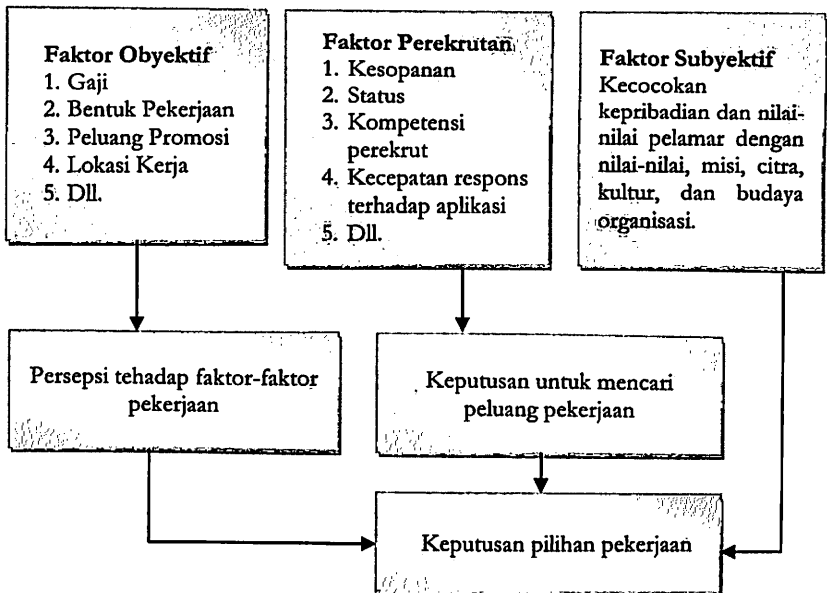 Faktor Obyektif
1. Gaji
2. Bentuk Pekerjaan
3. Peluang Promosi
4. Lokasi Kerja
5. Dll.
Faktor Perekrutan
1. Kesopanan
2. Status
3. Kompetensi
perekrut
4. Kecepatan respons
terhadap aplikasi
5. Dll.
Faktor Subyektif
Kecocokan
kepribadian dan nilai-
nilai pelamar dengan
nilai-nilai, misi, citra,
kultur, dan budaya
organisasi.
Persepsi tehadap faktor-faktor
pekerjaan
Keputusan untuk mencari
peluang pekerjaan
Keputusan pilihan pekerjaan